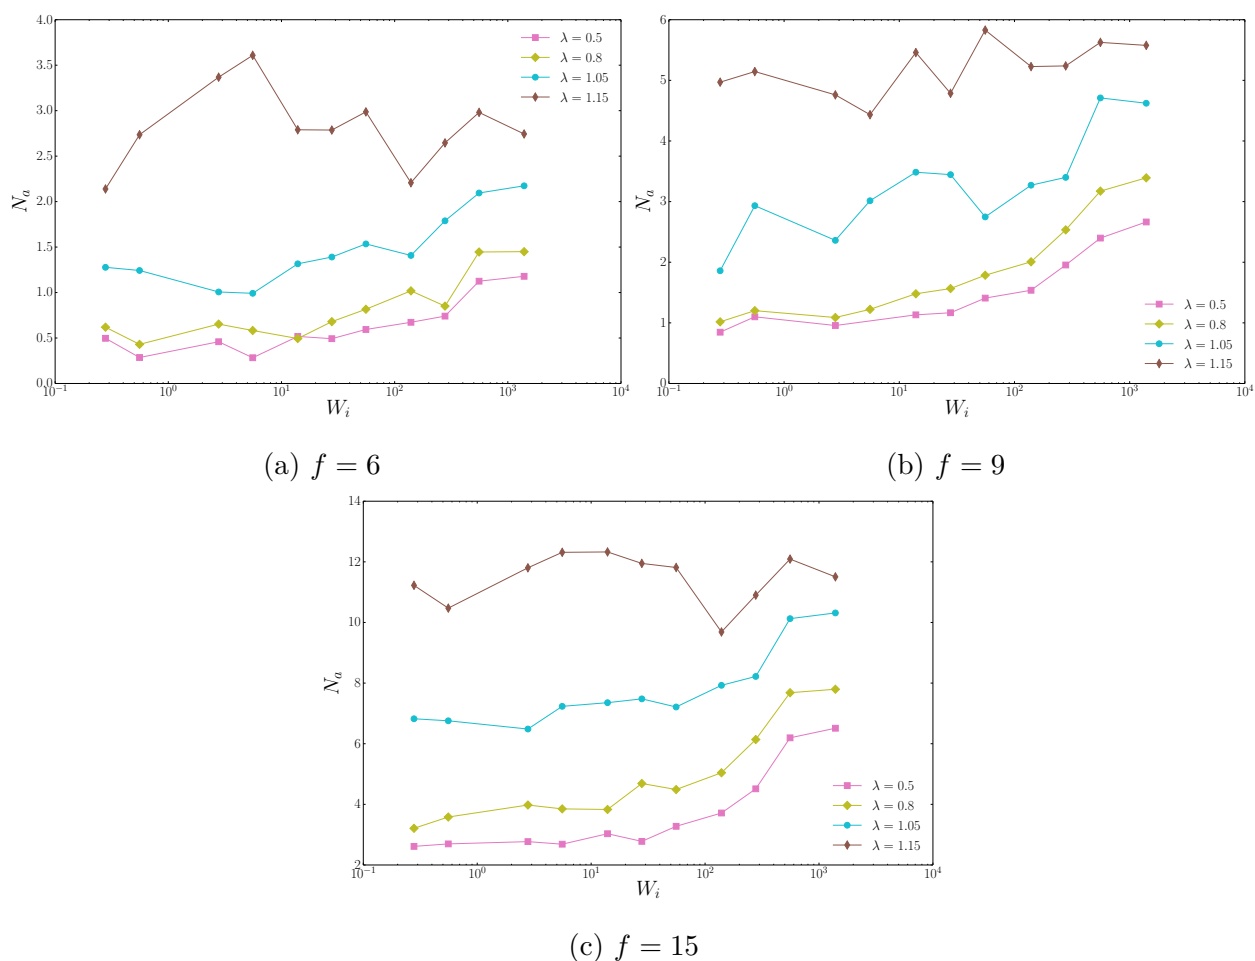 4.0
3.5
3.0
2.5
2.0
1.5
1.0
0.5
0.0
N_a
10^{-1} 10^0 10^1 10^2 10^3 10^4
W_i
λ = 0.5
λ = 0.8
λ = 1.05
λ = 1.15
(a) f = 6
6
5
4
3
2
1
0
N_a
10^{-1} 10^0 10^1 10^2 10^3 10^4
W_i
λ = 0.5
λ = 0.8
λ = 1.05
λ = 1.15
(b) f = 9
14
12
10
8
6
4
2
N_a
10^{-1} 10^0 10^1 10^2 10^3 10^4
W_i
λ = 0.5
λ = 0.8
λ = 1.05
λ = 1.15
(c) f = 15